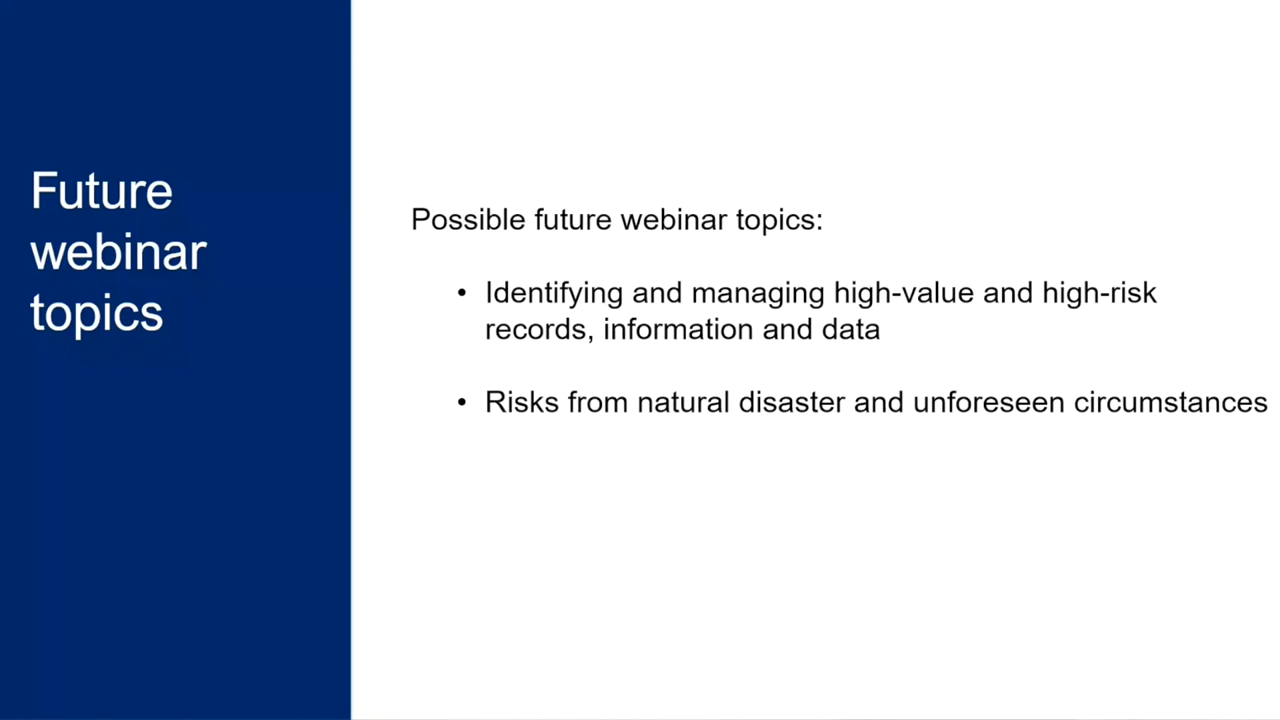 Future
webinar
topics
Possible future webinar topics:
• Identifying and managing high-value and high-risk
records, information and data
• Risks from natural disaster and unforeseen circumstances